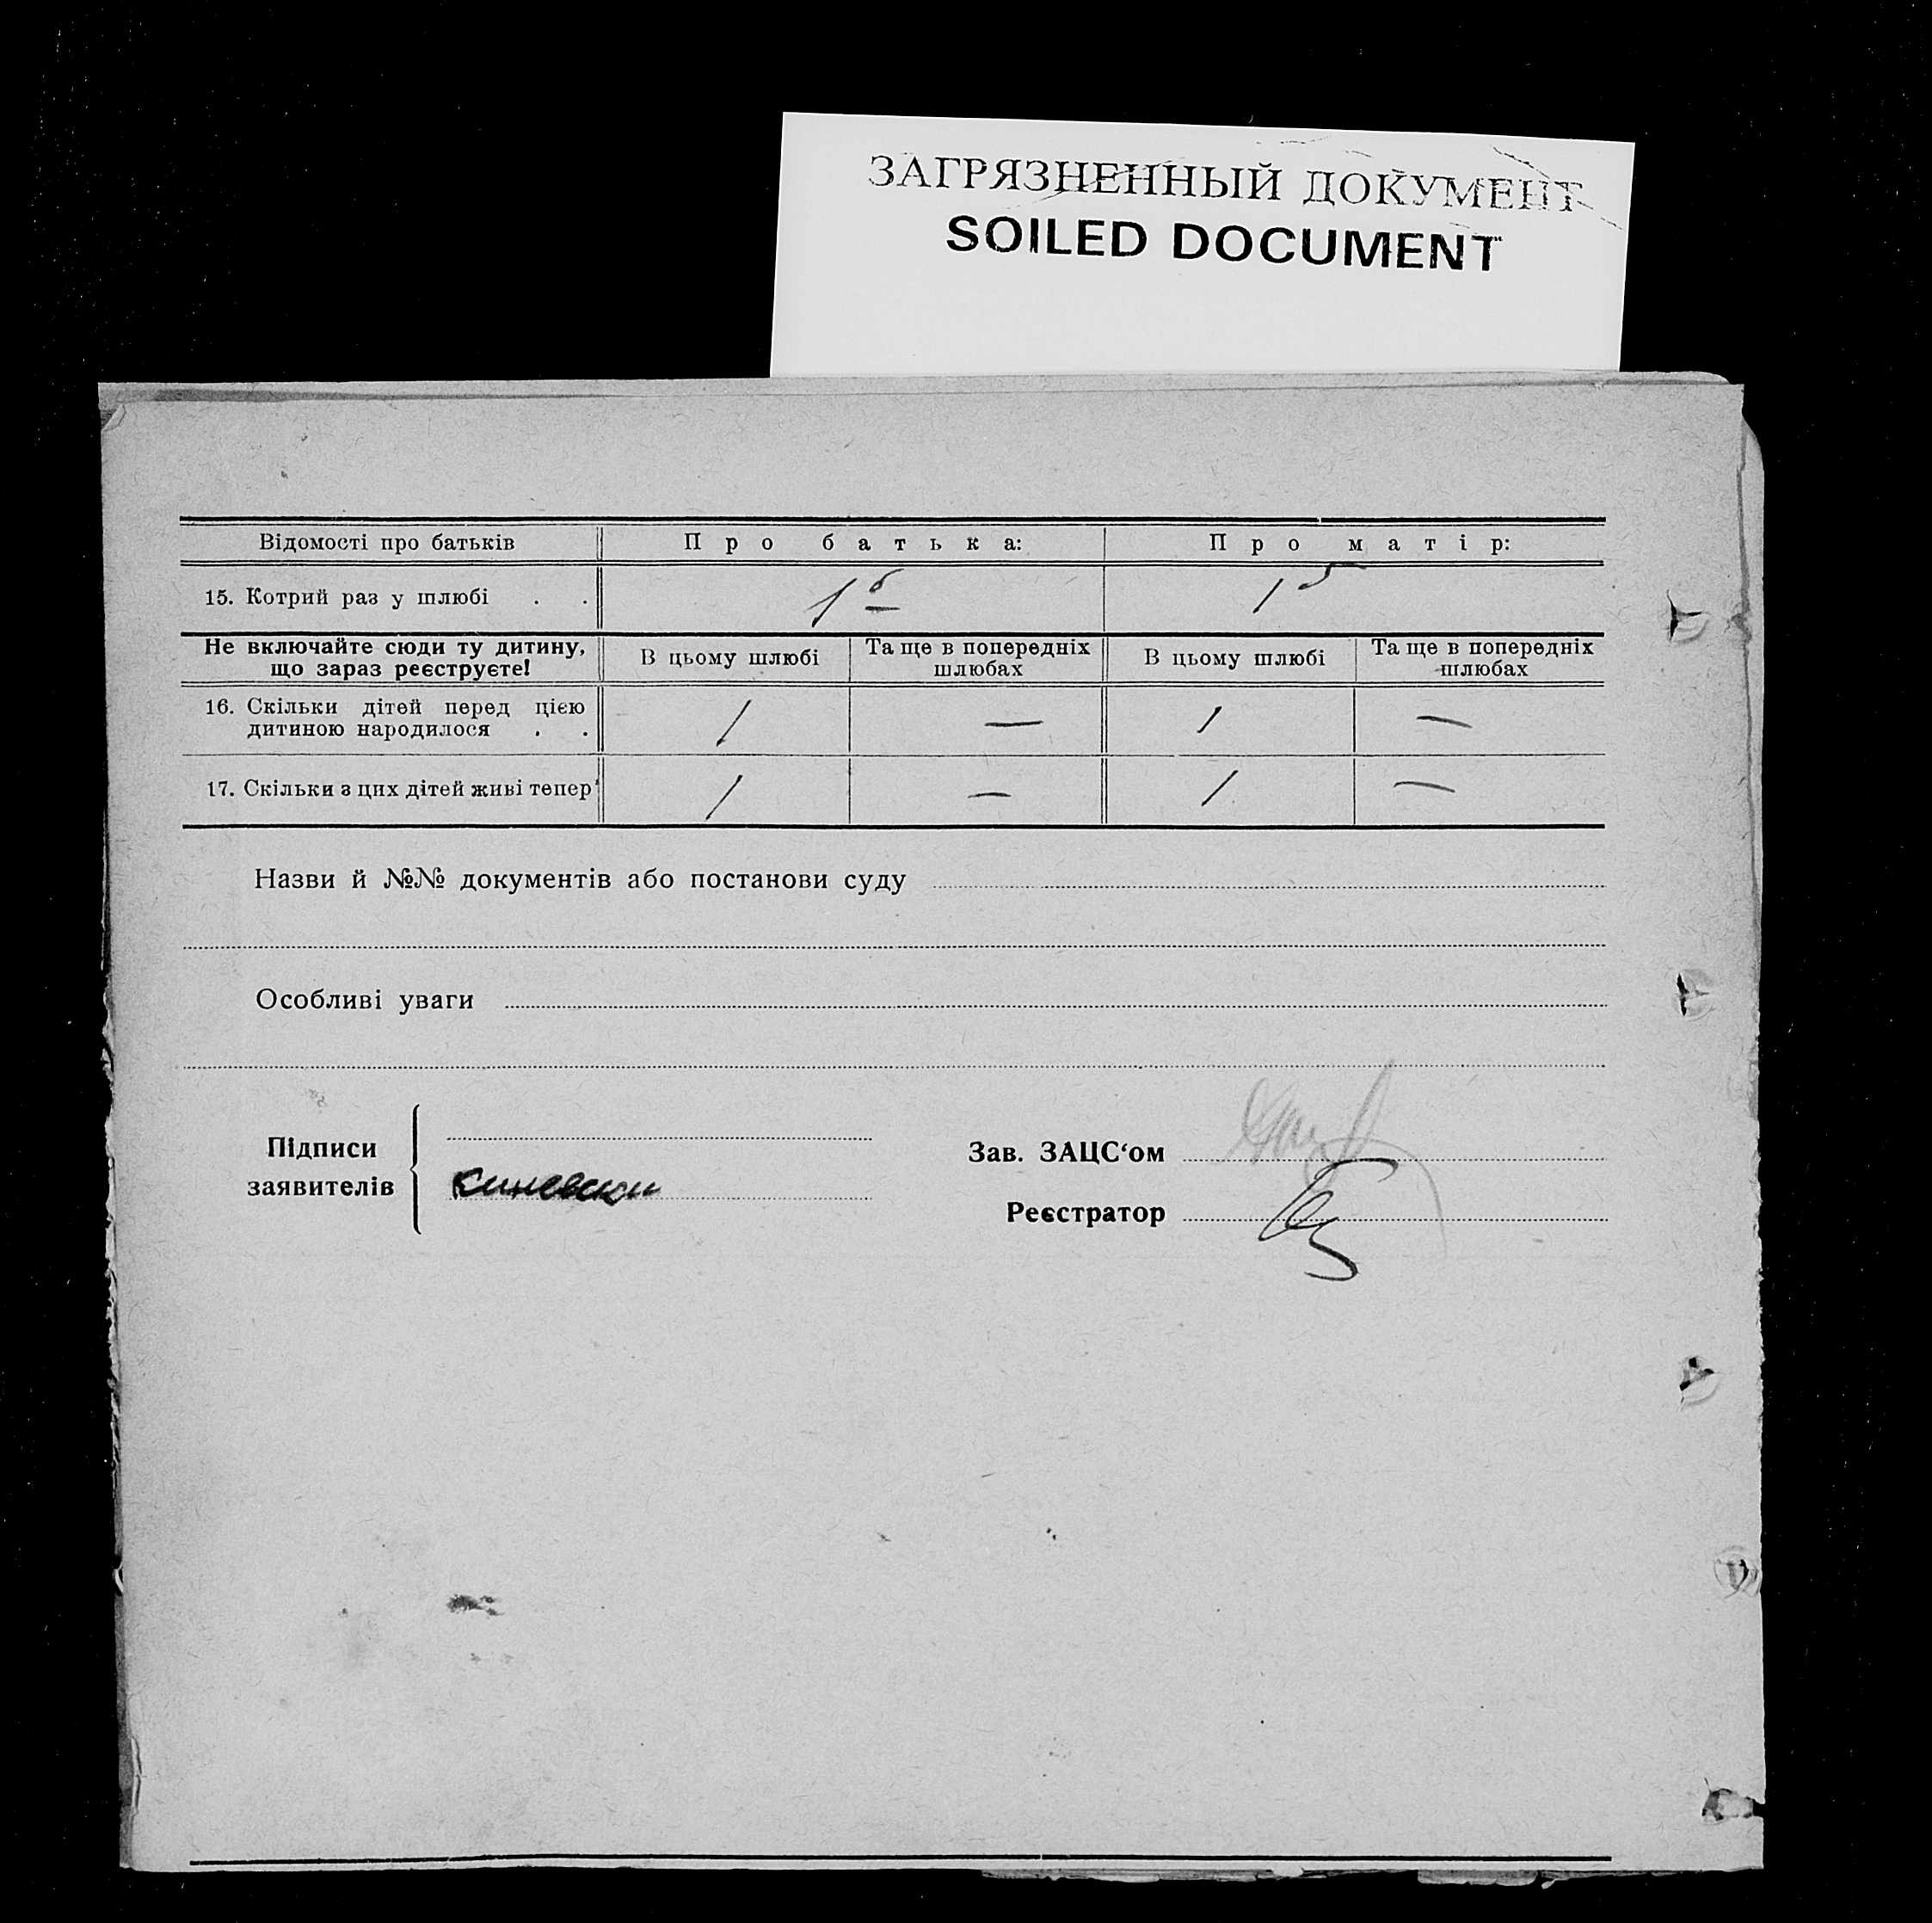 ЗАГРЯЗНЕННЫЙ ДОКУМЕНТ
SOILED DOCUMENT
Відомості про батьків Про батька: Про матір:
15. Котрий раз у шлюбі . . 1 1
Не включайте сюди ту дитину, що зараз реєструєте! В цьому шлюбі Та ще в попередніх шлюбах В цьому шлюбі Та ще в попередніх шлюбах
16. Скільки дітей перед цією
дитиною народилося . . 1 — 1 —
17. Скільки з цих дітей живі тепер 1 — 1 —
Назви й №№ документів або постанови суду
Особливі уваги
Підписи
заявителів
Зав. ЗАЦС‘ом
Реєстратор